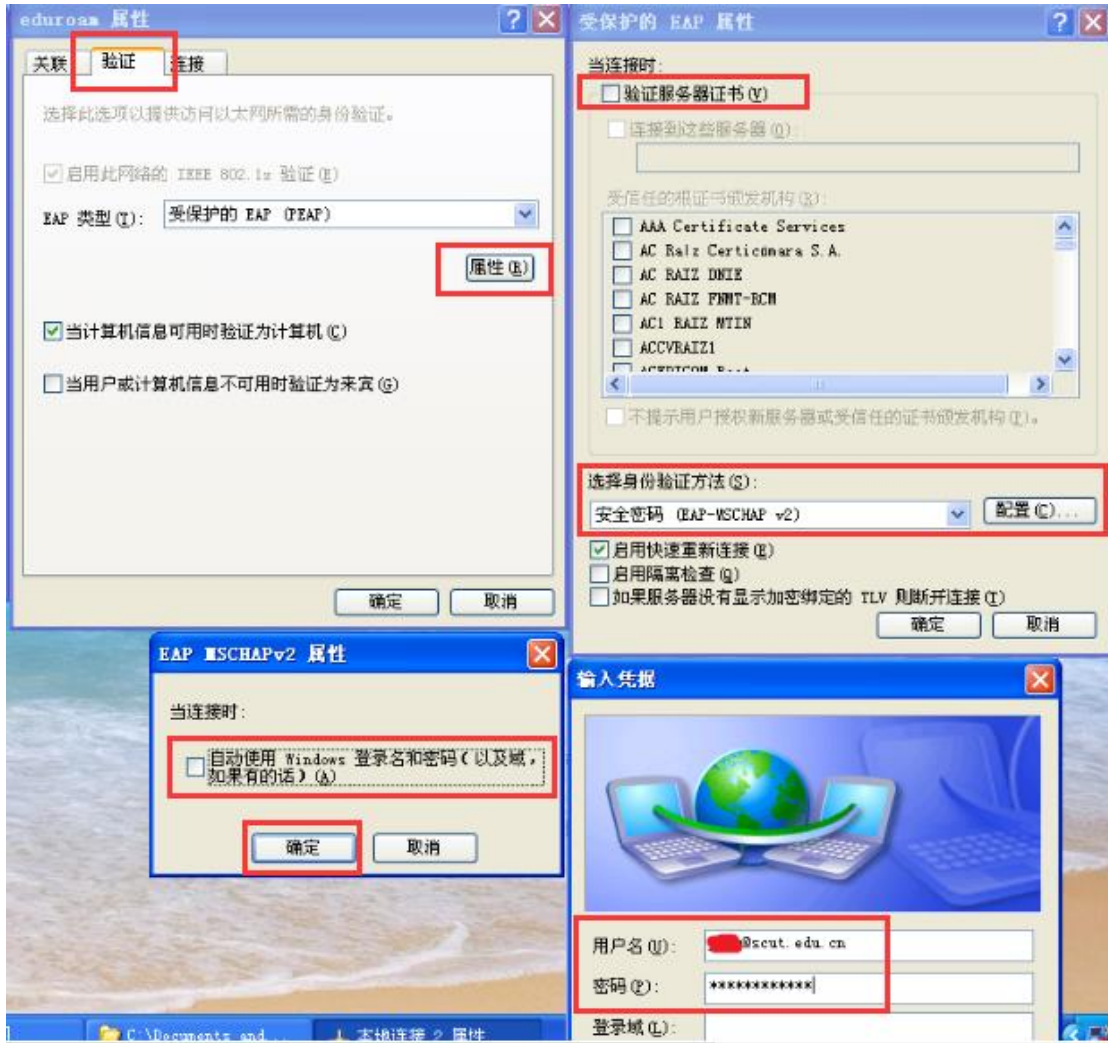 eduroam 属性
关联
验证
连接
选择此选项以提供访问以太网所需的身份验证。
启用此网络的 IEEE 802.1x 验证(E)
EAP 类型(T):
受保护的 EAP (PEAP)
属性(R)
当计算机信息可用时验证为计算机(C)
当用户或计算机信息不可用时验证为来宾(G)
确定
取消
受保护的 EAP 属性
当连接时:
验证服务器证书(V)
连接到这些服务器(O):
受信任的根证书颁发机构(R):
AAA Certificate Services
AC Raíz Certicámara S.A.
AC RAIZ DNIE
AC RAIZ FNMT-RCM
AC1 RAIZ MTIN
ACCVRAIZ1
ACEDICOM Root
不提示用户授权新服务器或受信任的证书颁发机构(P)。
选择身份验证方法(S):
安全密码 (EAP-MSCHAP v2)
配置(C)...
启用快速重新连接(E)
启用隔离检查(Q)
如果服务器没有显示加密绑定的 TLV 则断开连接(T)
确定
取消
EAP MSCHAPv2 属性
当连接时:
自动使用 Windows 登录名和密码(以及域，
如果有的话)(A)
确定
取消
输入凭据
用户名(U):
@scut.edu.cn
密码(P):
************
登录域(L):
C:\Documents and...
本地连接 2 属性